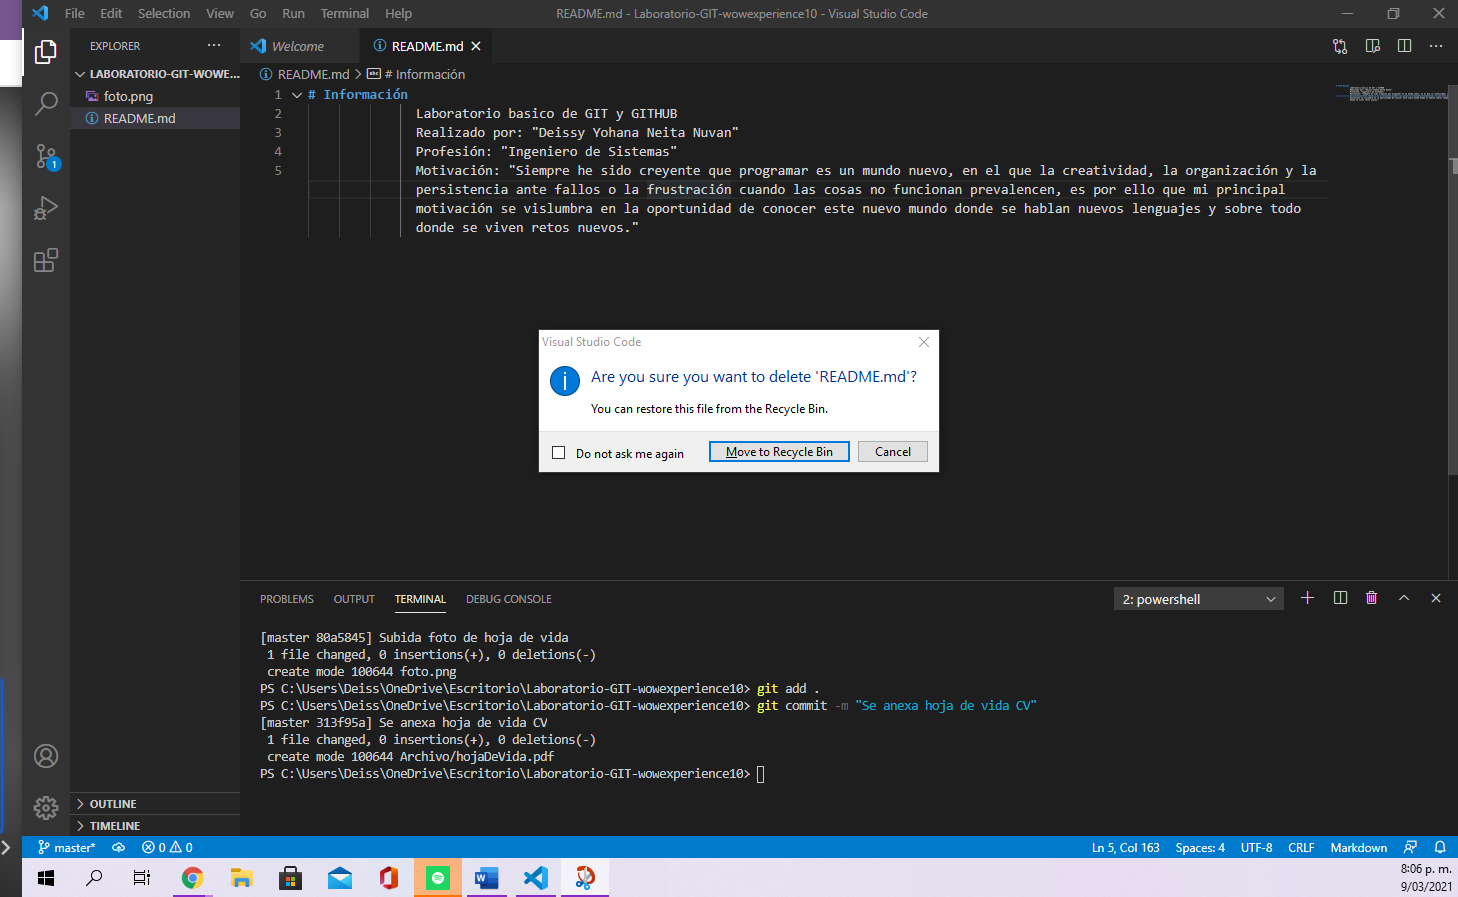 File Edit Selection View Go Run Terminal Help
README.md - Laboratorio-GIT-wowexperience10 - Visual Studio Code
EXPLORER
Welcome
README.md
LABORATORIO-GIT-WOWE...
foto.png
README.md
README.md > # Información
1 # Información
2 Laboratorio basico de GIT y GITHUB
3 Realizado por: "Deissy Yohana Neita Nuvan"
4 Profesión: "Ingeniero de Sistemas"
5 Motivación: "Siempre he sido creyente que programar es un mundo nuevo, en el que la creatividad, la organización y la
persistencia ante fallos o la frustración cuando las cosas no funcionan prevalencen, es por ello que mi principal
motivación se vislumbra en la oportunidad de conocer este nuevo mundo donde se hablan nuevos lenguajes y sobre todo
donde se viven retos nuevos."
1
Visual Studio Code
Are you sure you want to delete 'README.md'?
You can restore this file from the Recycle Bin.
Do not ask me again
Move to Recycle Bin
Cancel
PROBLEMS OUTPUT TERMINAL DEBUG CONSOLE
2: powershell
[master 80a5845] Subida foto de hoja de vida
1 file changed, 0 insertions(+), 0 deletions(-)
create mode 100644 foto.png
PS C:\Users\Deiss\OneDrive\Escritorio\Laboratorio-GIT-wowexperience10> git add .
PS C:\Users\Deiss\OneDrive\Escritorio\Laboratorio-GIT-wowexperience10> git commit -m "Se anexa hoja de vida CV"
[master 313f95a] Se anexa hoja de vida CV
1 file changed, 0 insertions(+), 0 deletions(-)
create mode 100644 Archivo/hojaDeVida.pdf
PS C:\Users\Deiss\OneDrive\Escritorio\Laboratorio-GIT-wowexperience10>
OUTLINE
TIMELINE
master* 0 0
Ln 5, Col 163 Spaces: 4 UTF-8 CRLF Markdown
8:06 p. m.
9/03/2021